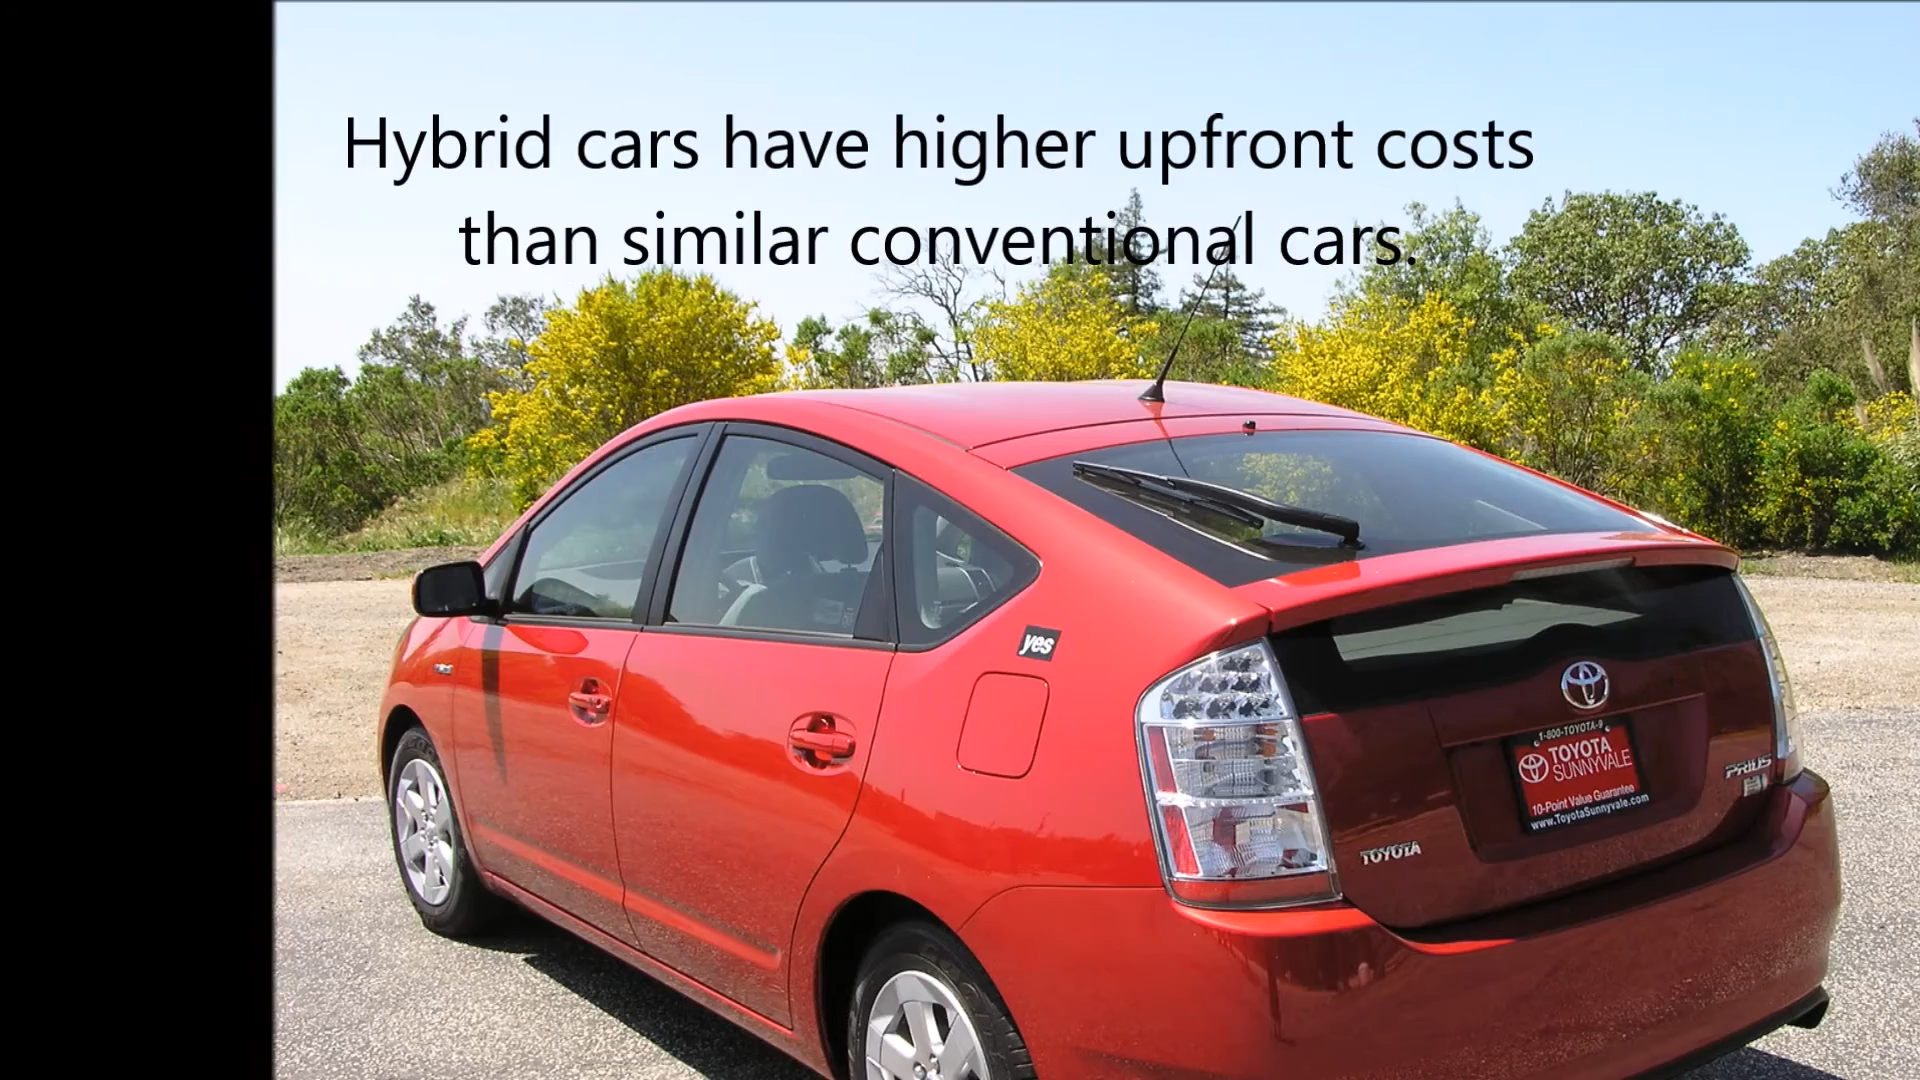 Hybrid cars have higher upfront costs
than similar conventional cars.
yes
1-800-TOYOTA-9
TOYOTA
SUNNYVALE
10-Point Value Guarantee
www.ToyotaSunnyvale.com
PRIUS
TOYOTA